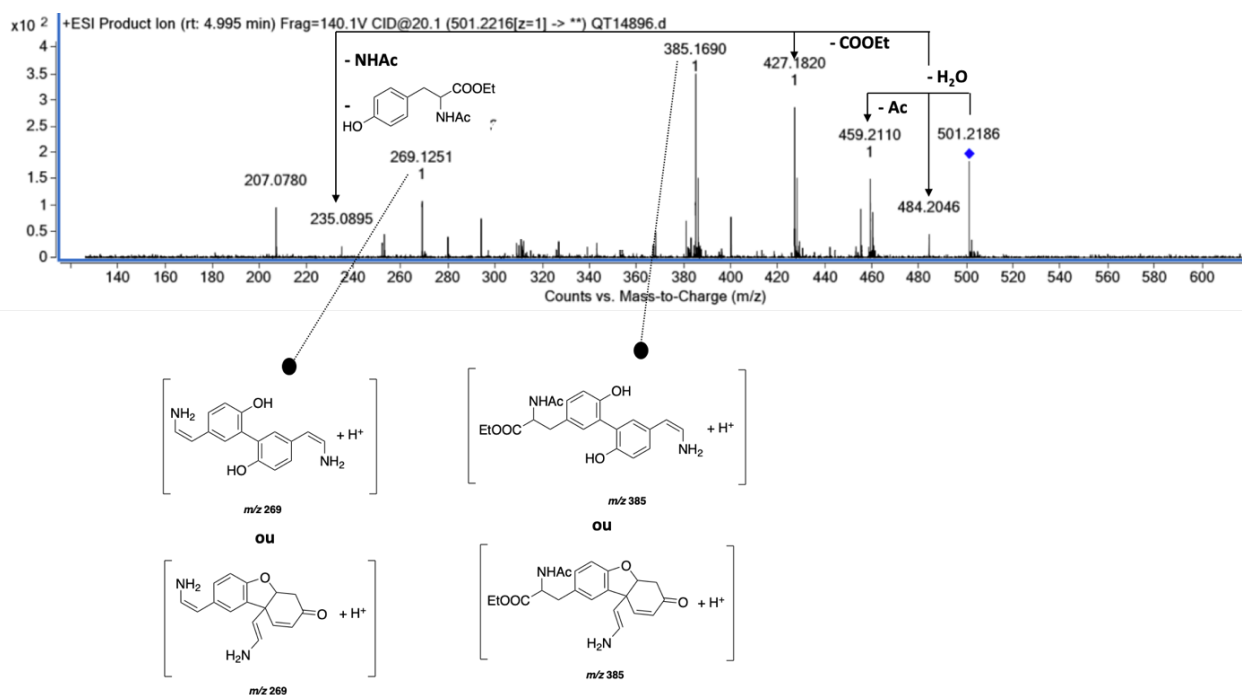 x10 2
+ESI Product Ion (rt: 4.995 min) Frag=140.1V CID@20.1 (501.2216[z=1] -> **) QT14896.d
4
3.5
3
2.5
2
1.5
1
0.5
0
- NHAc
-
COOEt
NHAc
HO
?
- COOEt
- H₂O
- Ac
207.0780
235.0895
269.1251
1
385.1690
1
427.1820
1
459.2110
1
484.2046
501.2186
140 160 180 200 220 240 260 280 300 320 340 360 380 400 420 440 460 480 500 520 540 560 580 600
Counts vs. Mass-to-Charge (m/z)
NH₂
OH
HO
NH₂
+ H⁺
m/z 269
ou
NH₂
O
O
H₂N
+ H⁺
m/z 269
NHAc
EtOOC
OH
HO
NH₂
+ H⁺
m/z 385
ou
NHAc
EtOOC
O
O
H₂N
+ H⁺
m/z 385